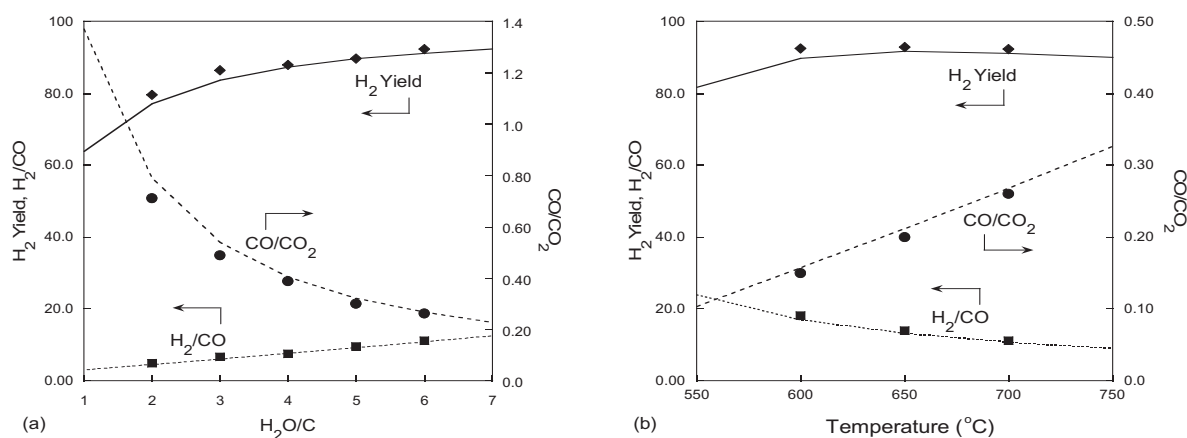 100
80.0
60.0
40.0
20.0
0.00
H2 Yield, H2/CO
1.4
1.2
1.0
0.80
0.60
0.40
0.20
0.0
CO/CO2
H2 Yield
CO/CO2
H2/CO
1 2 3 4 5 6 7
(a)
H2O/C
100
80.0
60.0
40.0
20.0
0.00
H2 Yield, H2/CO
0.50
0.40
0.30
0.20
0.10
0.0
CO/CO2
H2 Yield
CO/CO2
H2/CO
550 600 650 700 750
(b)
Temperature (°C)